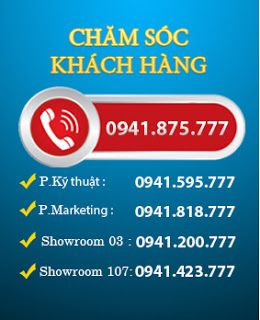 CHĂM SÓC
KHÁCH HÀNG
0941.875.777
P.Kỹ thuật : 0941.595.777
P.Marketing : 0941.818.777
Showroom 03 : 0941.200.777
Showroom 107: 0941.423.777